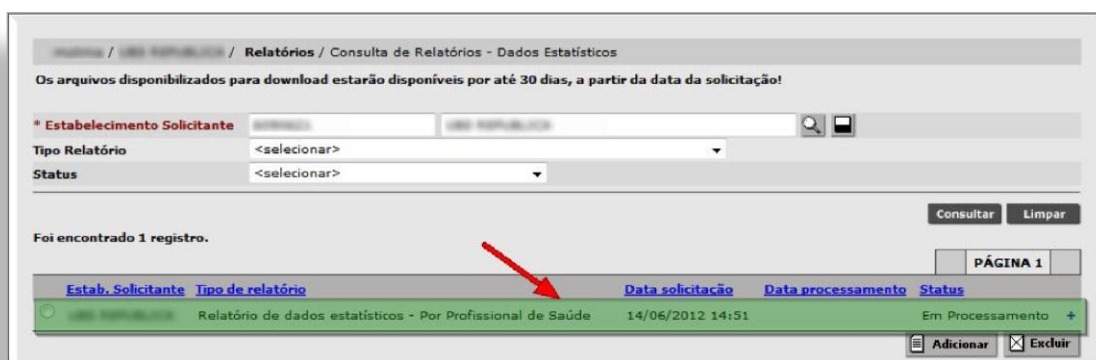 / / Relatórios / Consulta de Relatórios - Dados Estatísticos
Os arquivos disponibilizados para download estarão disponíveis por até 30 dias, a partir da data da solicitação!
* Estabelecimento Solicitante
Tipo Relatório <selecionar>
Status <selecionar>
Consultar Limpar
Foi encontrado 1 registro.
PÁGINA 1
Estab. Solicitante Tipo de relatório Data solicitação Data processamento Status
Relatório de dados estatísticos - Por Profissional de Saúde 14/06/2012 14:51 Em Processamento +
Adicionar Excluir